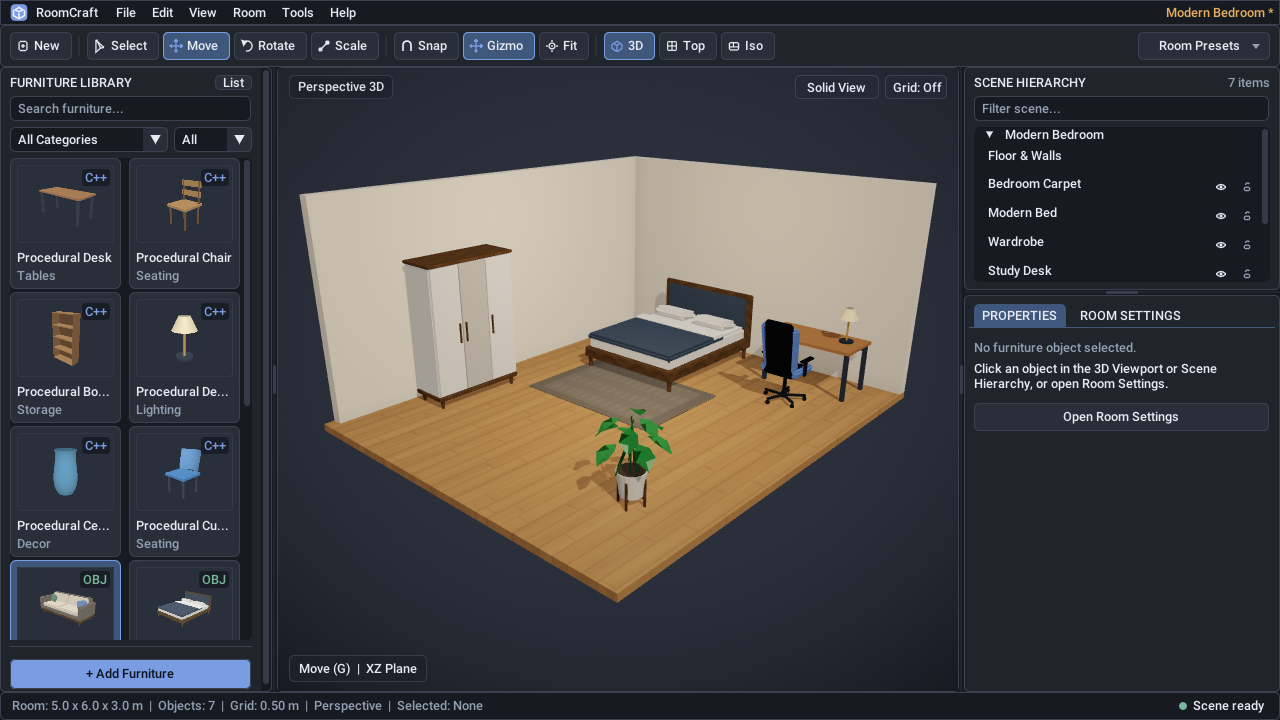 RoomCraft File Edit View Room Tools Help Modern Bedroom *
New Select Move Rotate Scale Snap Gizmo Fit 3D Top Iso Room Presets
FURNITURE LIBRARY List
Search furniture...
All Categories All
C++ C++
Procedural Desk Procedural Chair
Tables Seating
C++ C++
Procedural Bo... Procedural De...
Storage Lighting
C++ C++
Procedural Ce... Procedural Cu...
Decor Seating
OBJ OBJ
+ Add Furniture
Perspective 3D Solid View Grid: Off
Move (G) | XZ Plane
SCENE HIERARCHY 7 items
Filter scene...
Modern Bedroom
Floor & Walls
Bedroom Carpet
Modern Bed
Wardrobe
Study Desk
PROPERTIES ROOM SETTINGS
No furniture object selected.
Click an object in the 3D Viewport or Scene
Hierarchy, or open Room Settings.
Open Room Settings
Room: 5.0 x 6.0 x 3.0 m | Objects: 7 | Grid: 0.50 m | Perspective | Selected: None Scene ready